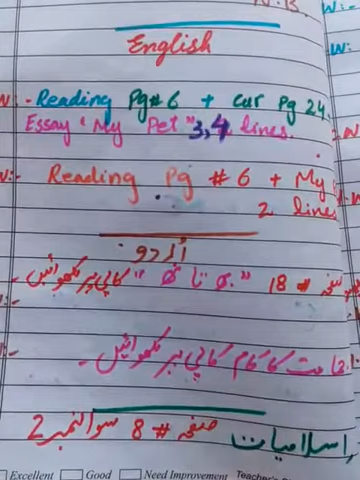 N.B.
English
W:- Reading Pg# 6 + cur Pg 24.
Essay "My Pet" 3,4 lines.
W:- Reading Pg # 6 + My
2 lines
اُردو
صفحہ # 18 "ص تا ق" کاپی پر لکھوائیں
جماعت کا کام کاپی پر لکھوائیں۔
اسلامیات صفحہ # 8 سوال نمبر 2
Excellent Good Need Improvement Teacher's